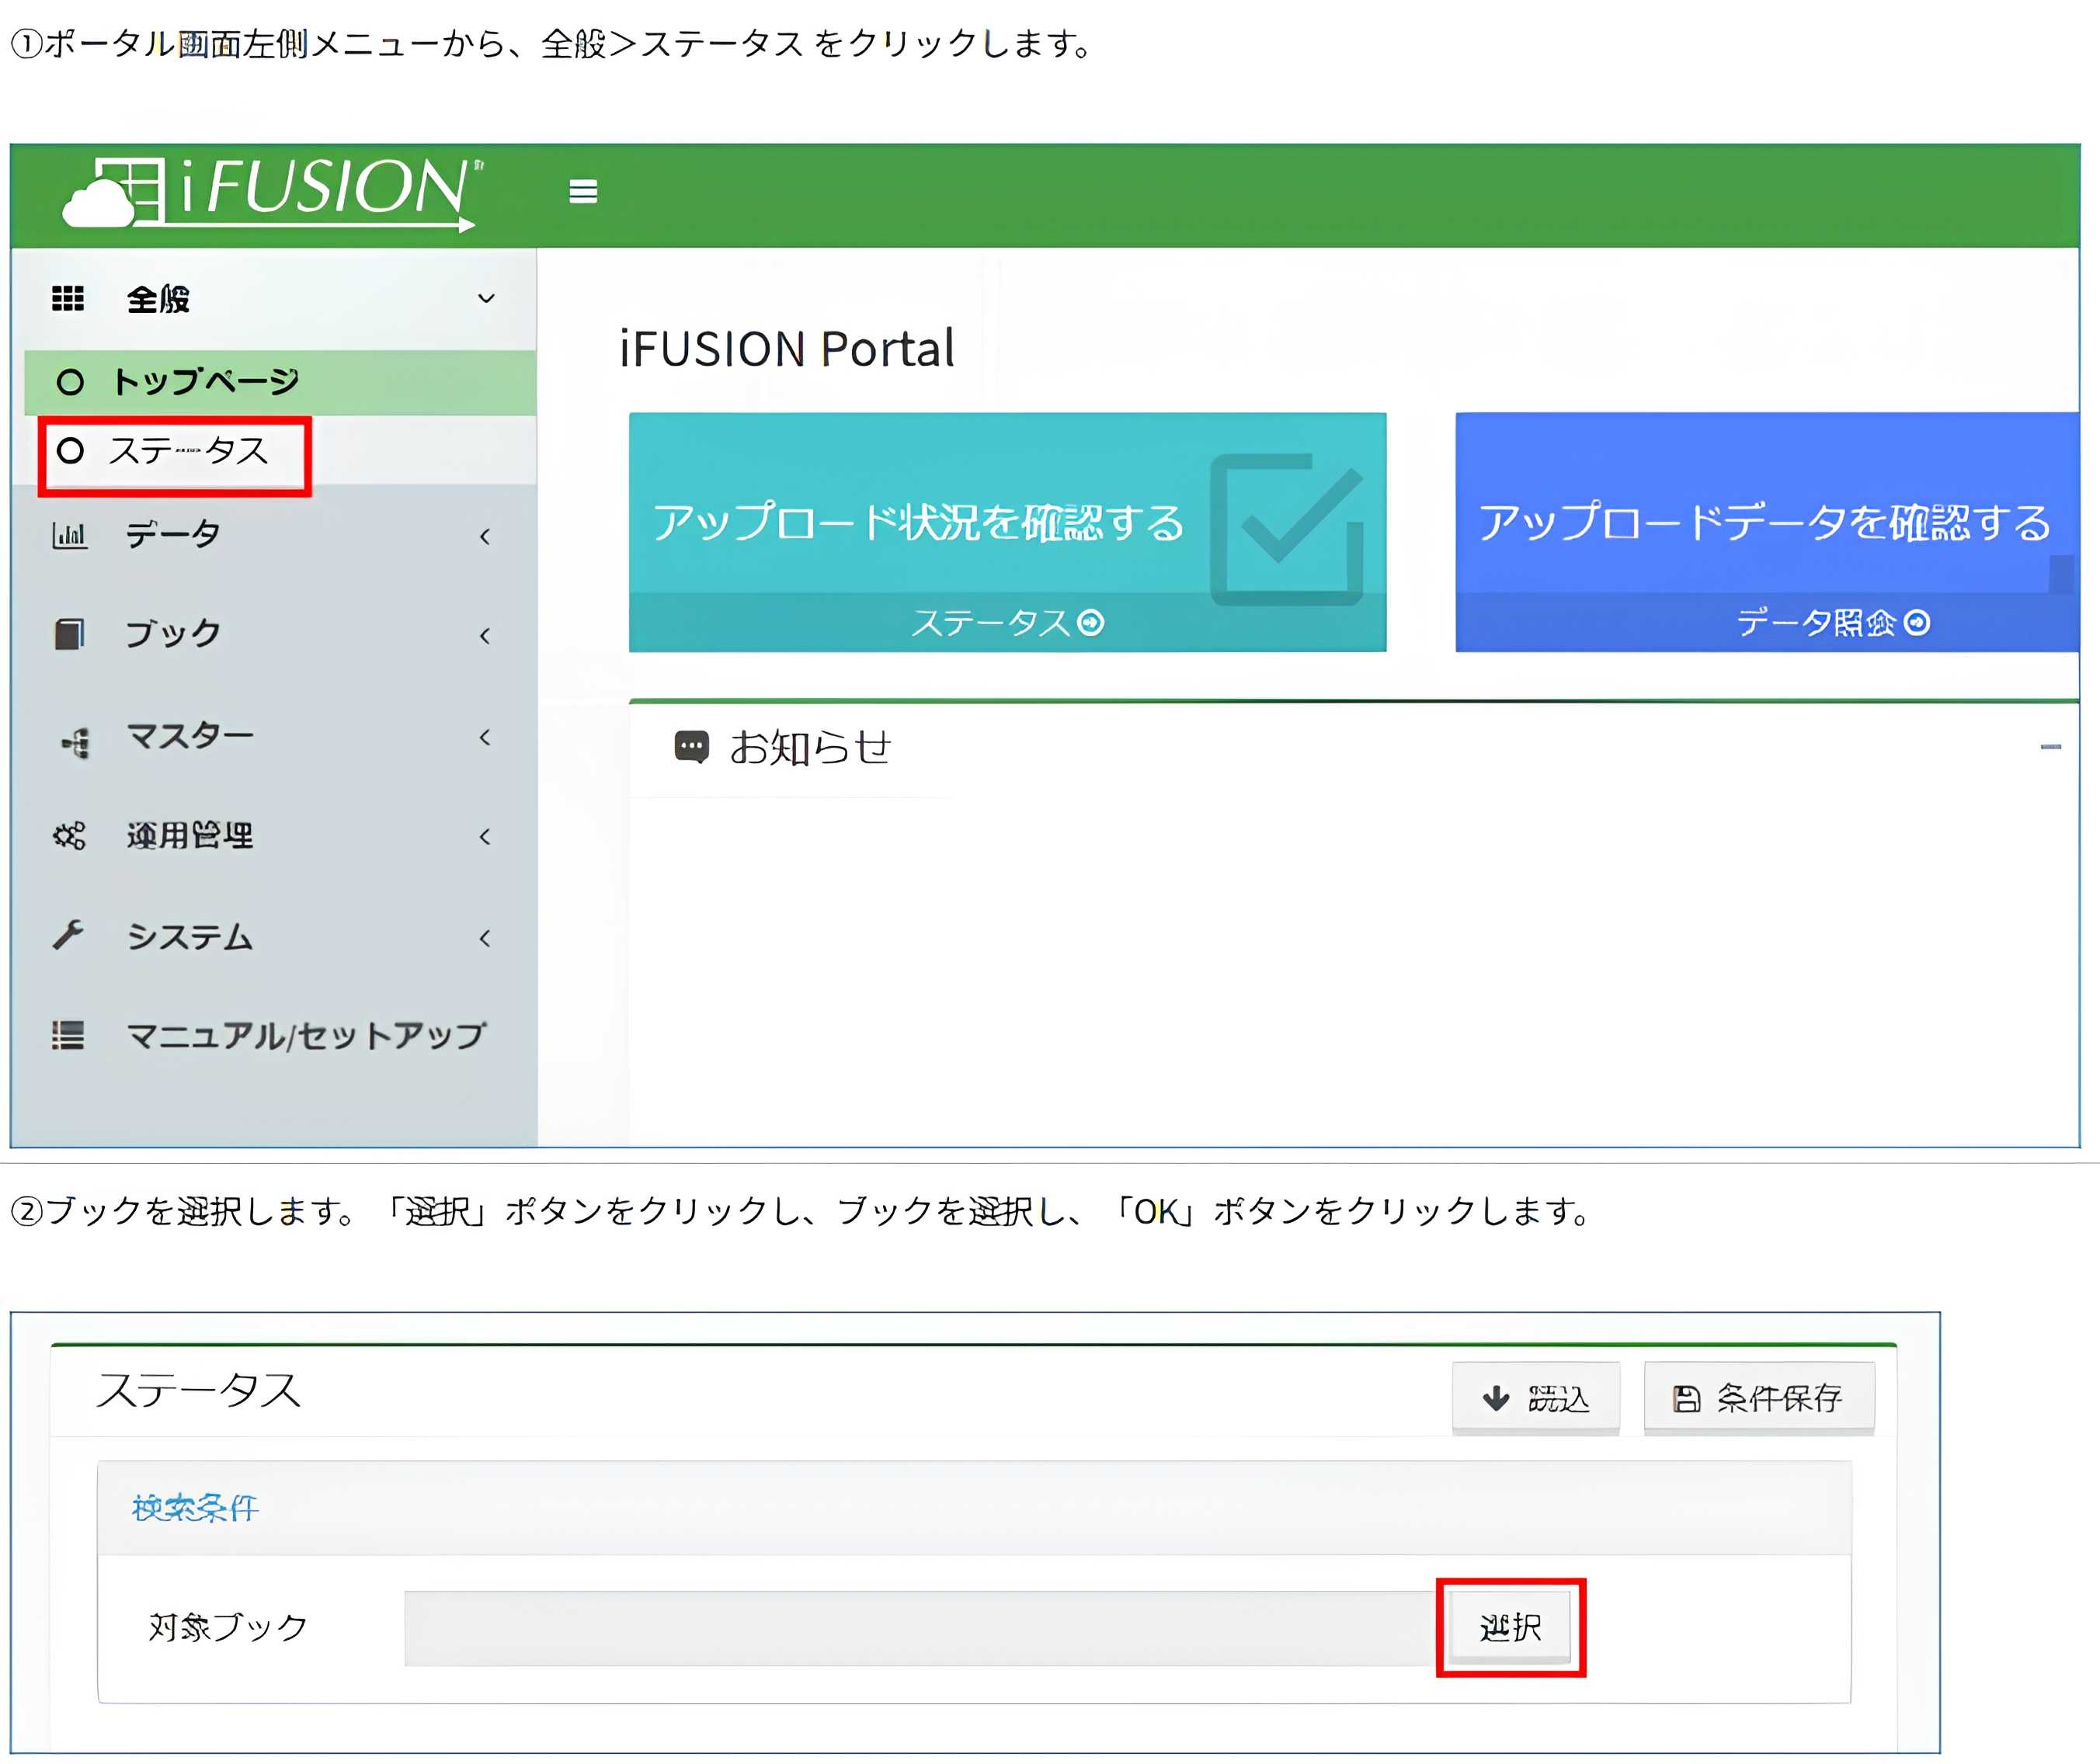 ①ポータル画面左側メニューから、全般＞ステータス をクリックします。
iFUSION
全般
トップページ
ステータス
データ
ブック
マスター
運用管理
システム
マニュアル/セットアップ
iFUSION Portal
アップロード状況を確認する
ステータス
アップロードデータを確認する
データ照会
お知らせ
②ブックを選択します。「選択」ボタンをクリックし、ブックを選択し、「OK」ボタンをクリックします。
ステータス
読込
条件保存
検索条件
対象ブック
選択